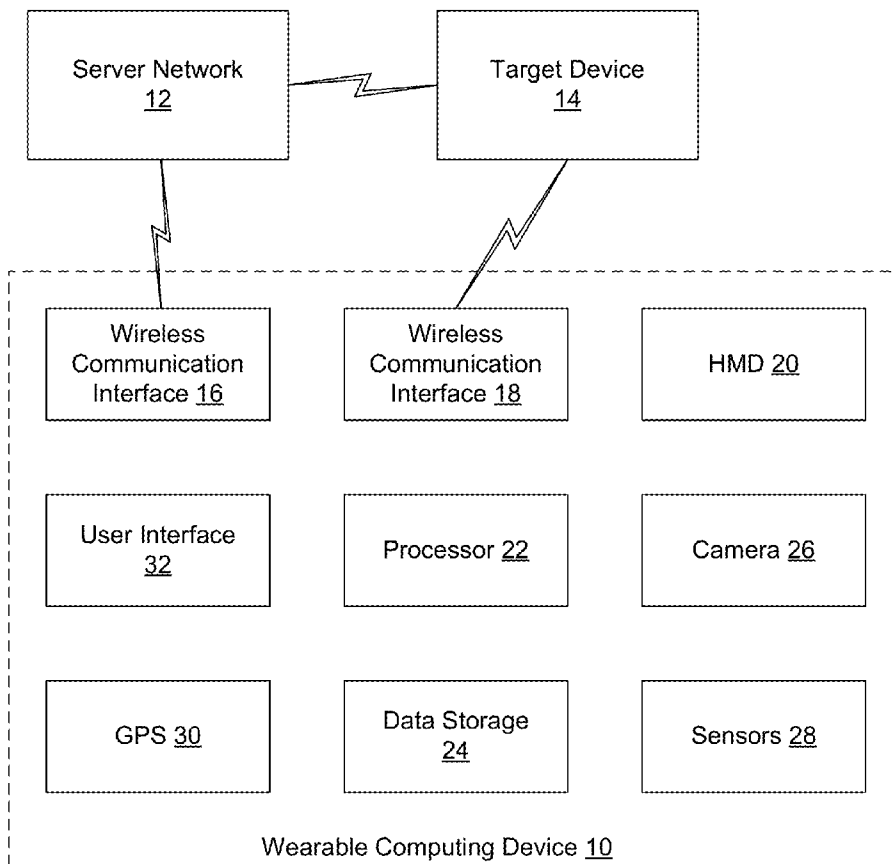 Server Network
12
Target Device
14
Wireless
Communication
Interface 16
Wireless
Communication
Interface 18
HMD 20
User Interface
32
Processor 22
Camera 26
GPS 30
Data Storage
24
Sensors 28
Wearable Computing Device 10